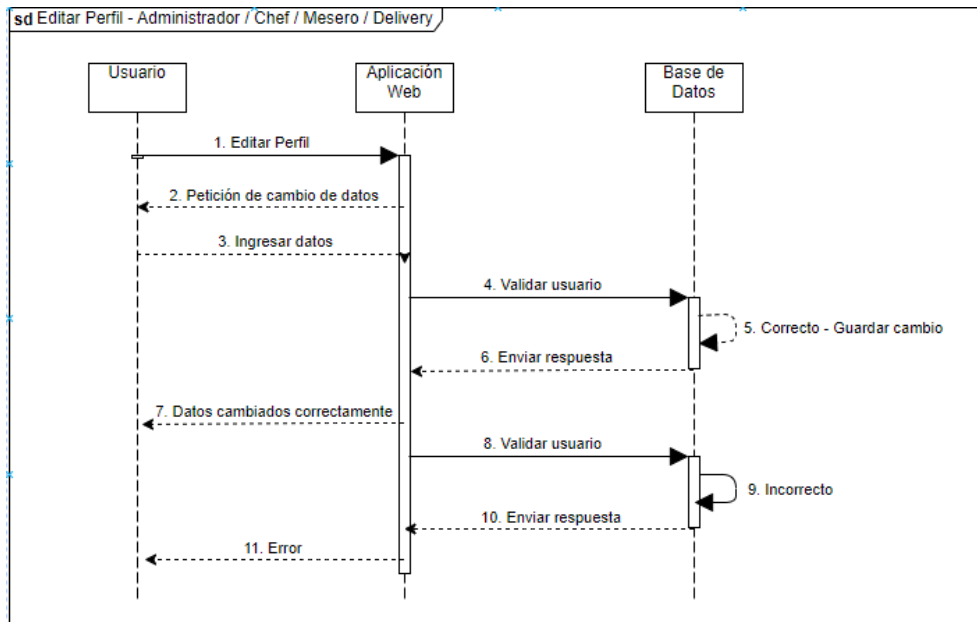 sd Editar Perfil - Administrador / Chef / Mesero / Delivery
Usuario
Aplicación
Web
Base de
Datos
1. Editar Perfil
2. Petición de cambio de datos
3. Ingresar datos
4. Validar usuario
5. Correcto - Guardar cambio
6. Enviar respuesta
7. Datos cambiados correctamente
8. Validar usuario
9. Incorrecto
10. Enviar respuesta
11. Error